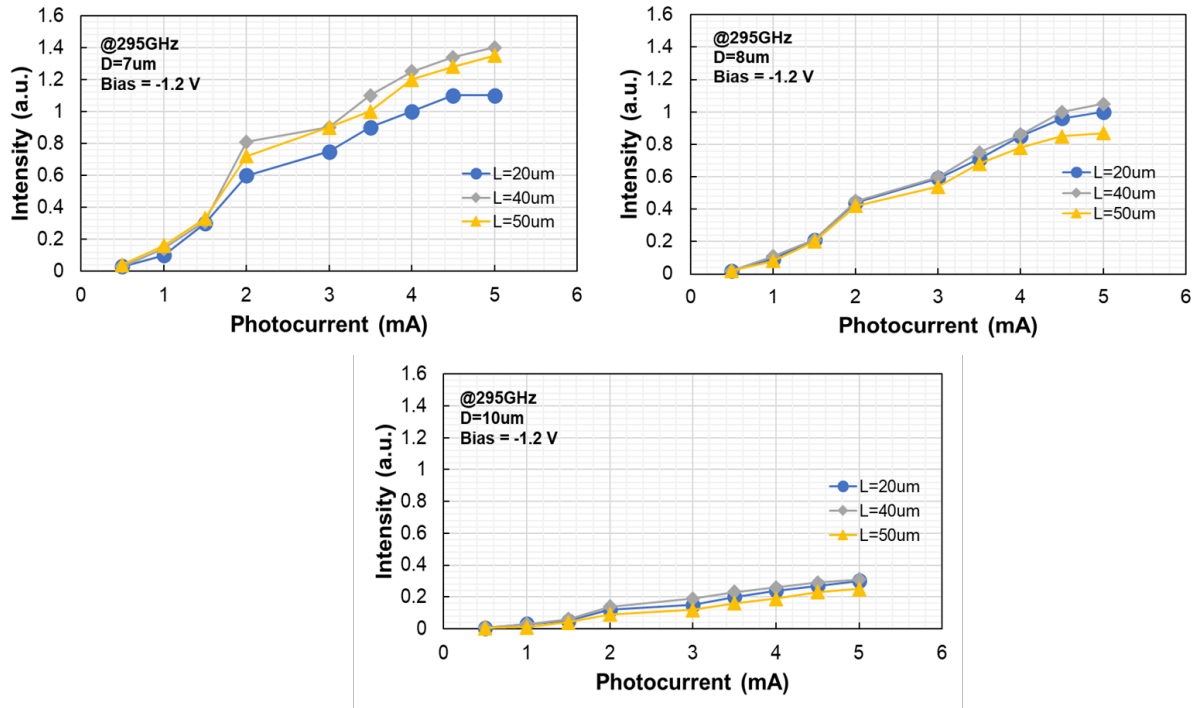 1.6
1.4
1.2
1
0.8
0.6
0.4
0.2
0
Intensity (a.u.)
@295GHz
D=7um
Bias = -1.2 V
L=20um
L=40um
L=50um
0 1 2 3 4 5 6
Photocurrent (mA)
1.6
1.4
1.2
1
0.8
0.6
0.4
0.2
0
Intensity (a.u.)
@295GHz
D=8um
Bias = -1.2 V
L=20um
L=40um
L=50um
0 1 2 3 4 5 6
Photocurrent (mA)
1.6
1.4
1.2
1
0.8
0.6
0.4
0.2
0
Intensity (a.u.)
@295GHz
D=10um
Bias = -1.2 V
L=20um
L=40um
L=50um
0 1 2 3 4 5 6
Photocurrent (mA)